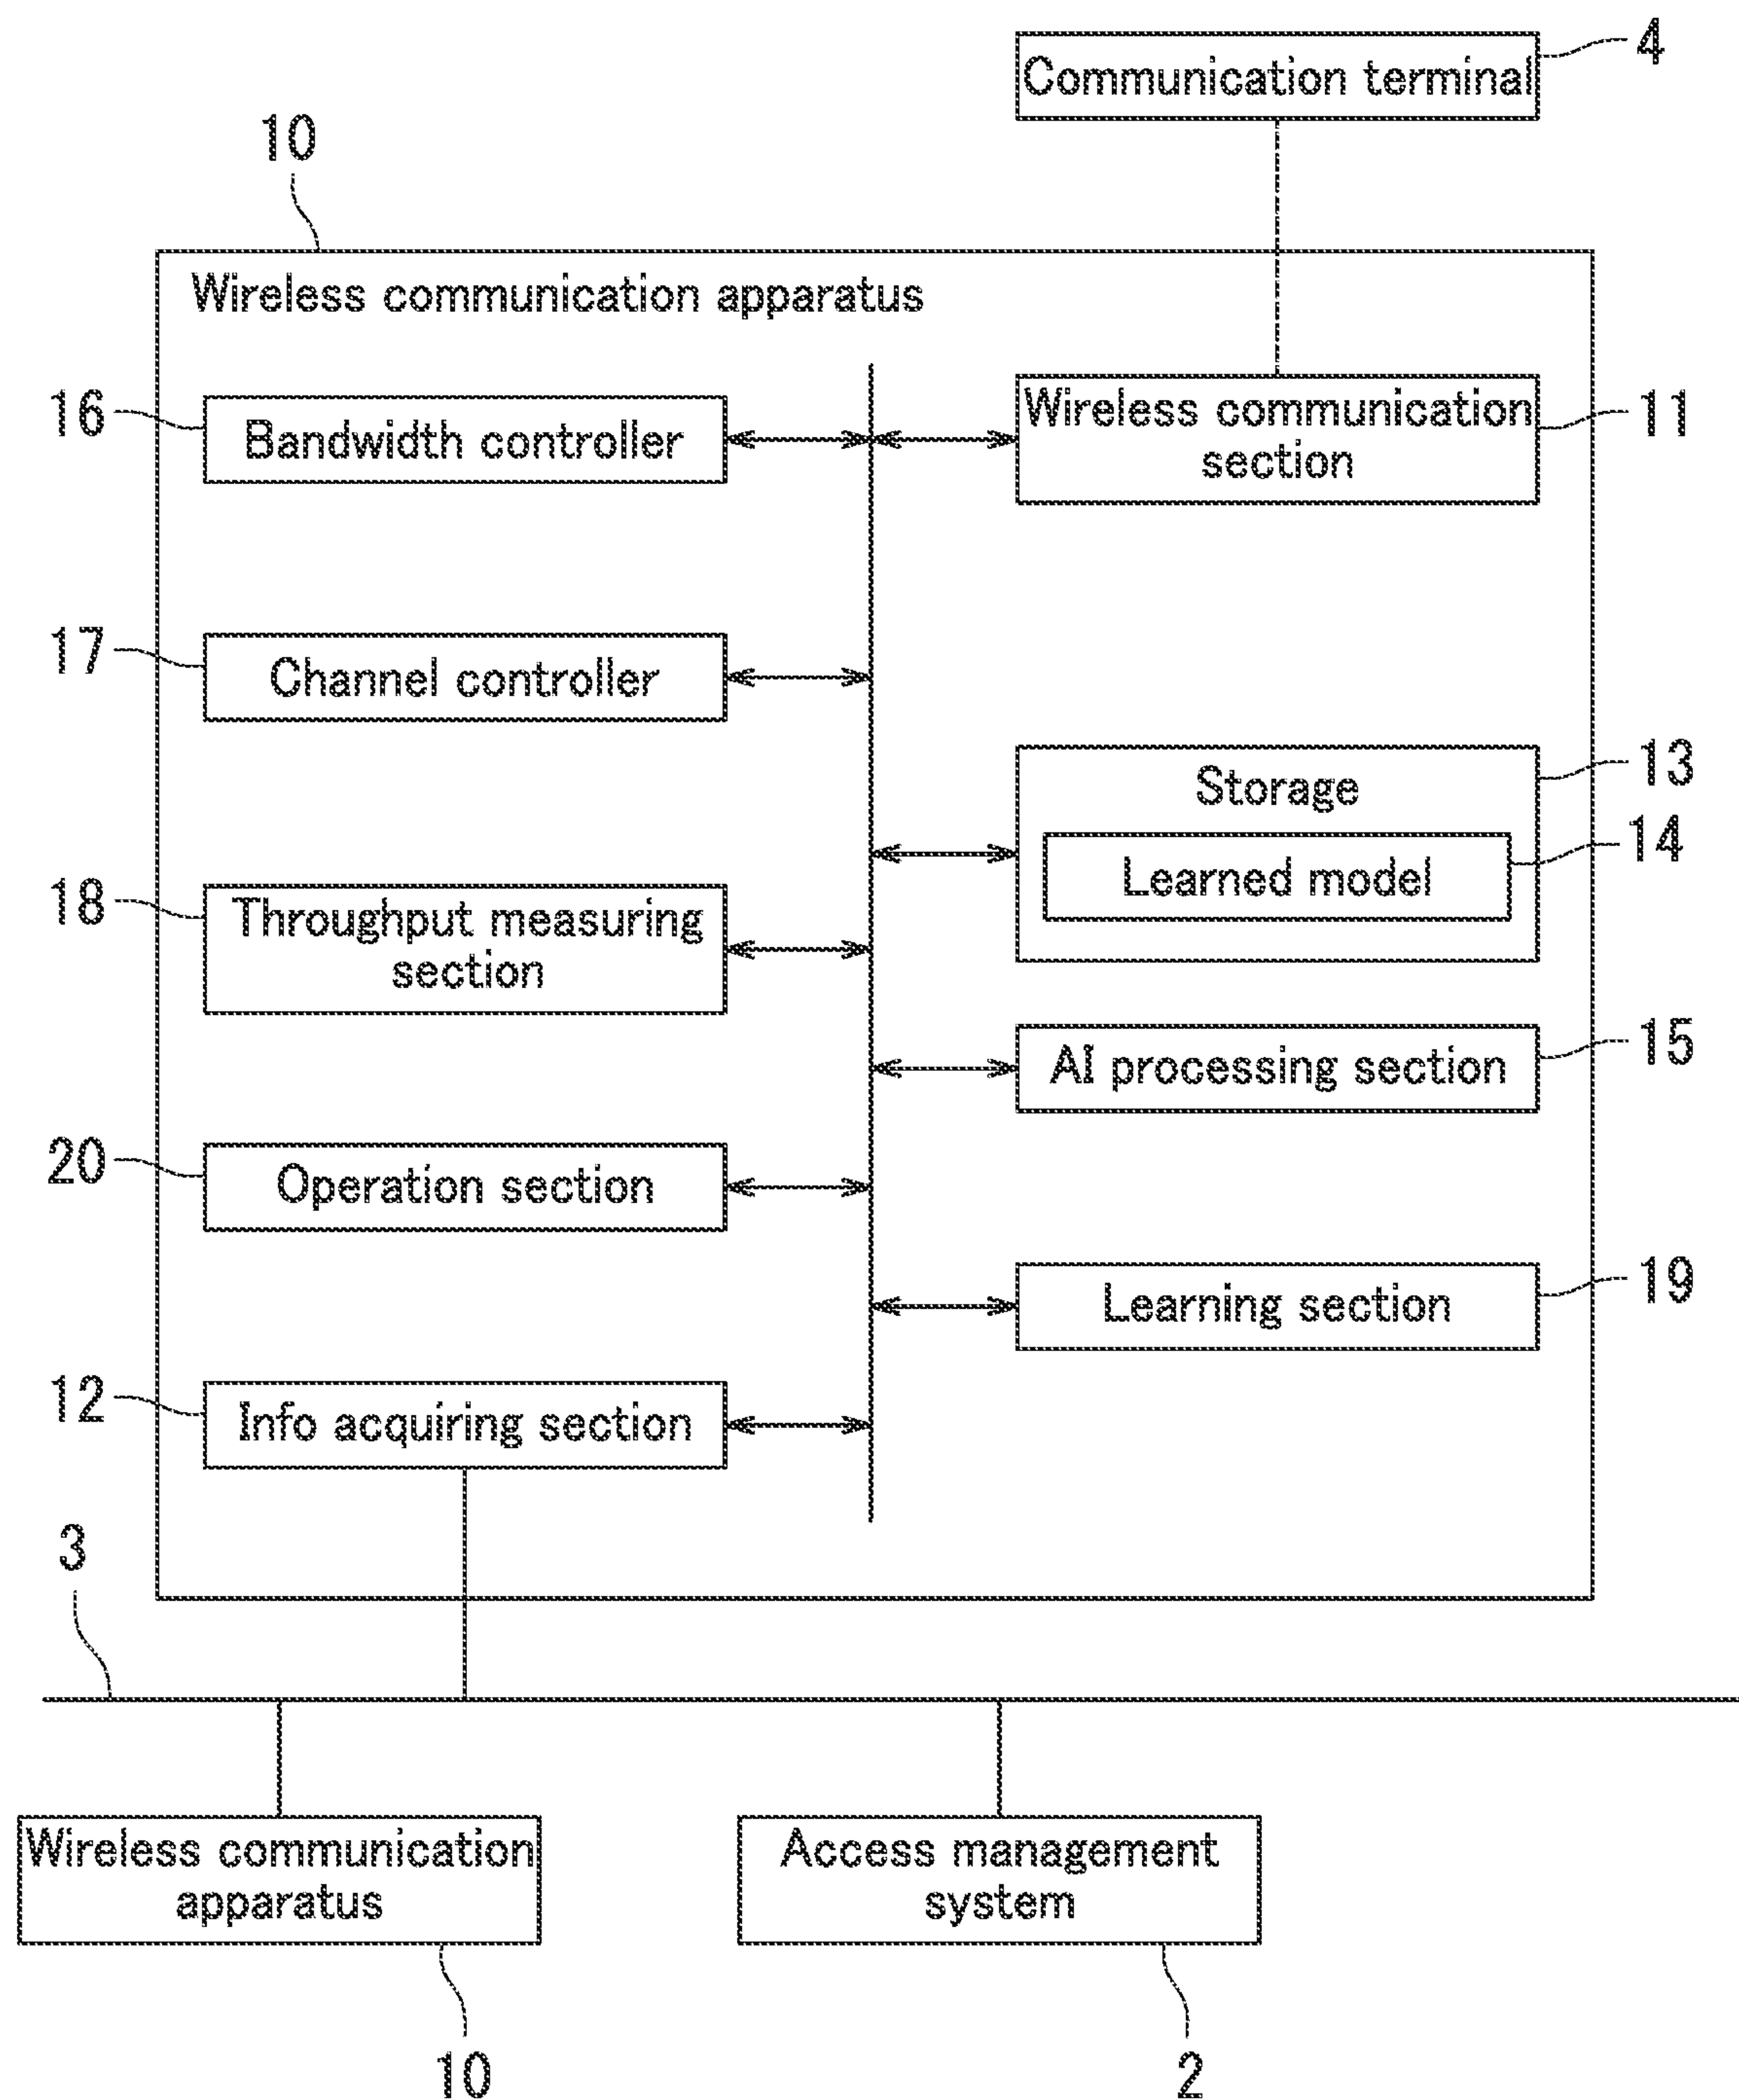 4
Communication terminal
10
Wireless communication apparatus
16
Bandwidth controller
Wireless communication
section
11
17
Channel controller
13
Storage
14
Learned model
18
Throughput measuring
section
15
AI processing section
20
Operation section
19
Learning section
12
Info acquiring section
3
Wireless communication
apparatus
Access management
system
10
2